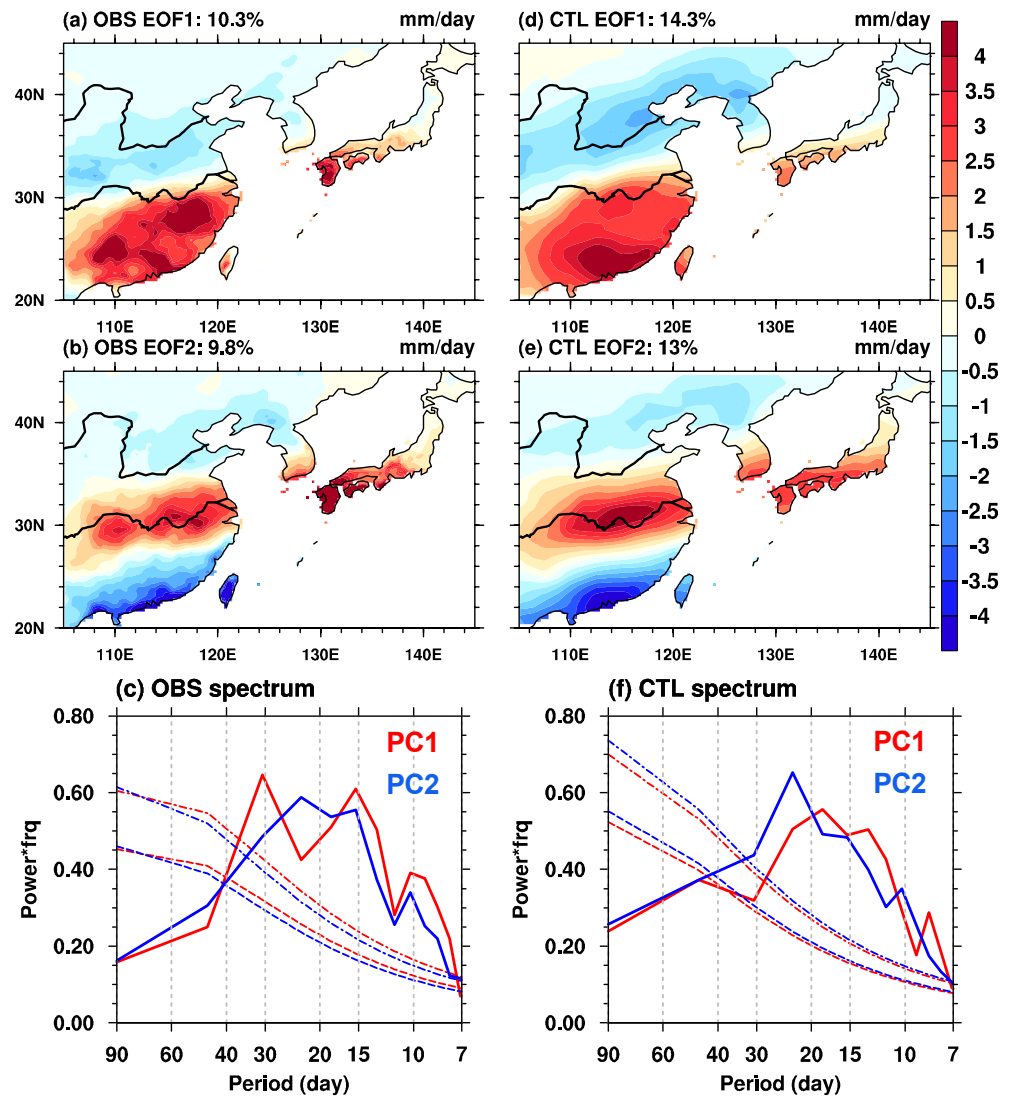 (a) OBS EOF1: 10.3% mm/day
(d) CTL EOF1: 14.3% mm/day
40N
30N
20N
110E 120E 130E 140E
110E 120E 130E 140E
(b) OBS EOF2: 9.8% mm/day
(e) CTL EOF2: 13% mm/day
40N
30N
20N
110E 120E 130E 140E
110E 120E 130E 140E
4
3.5
3
2.5
2
1.5
1
0.5
0
-0.5
-1
-1.5
-2
-2.5
-3
-3.5
-4
(c) OBS spectrum
PC1
PC2
0.80
0.60
0.40
0.20
0.00
Power*frq
90 60 40 30 20 15 10 7
Period (day)
(f) CTL spectrum
PC1
PC2
0.80
0.60
0.40
0.20
0.00
Power*frq
90 60 40 30 20 15 10 7
Period (day)